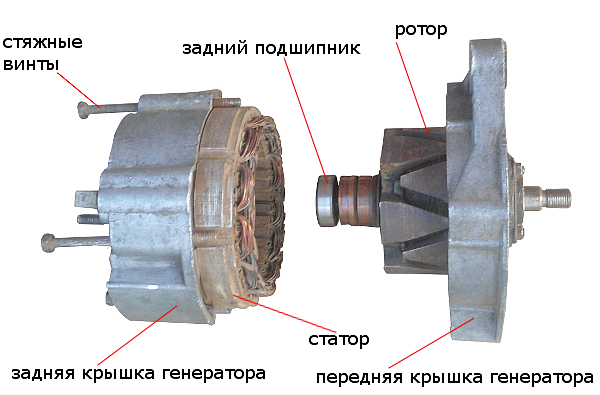 стяжные
винты
задний подшипник
ротор
статор
задняя крышка генератора
передняя крышка генератора